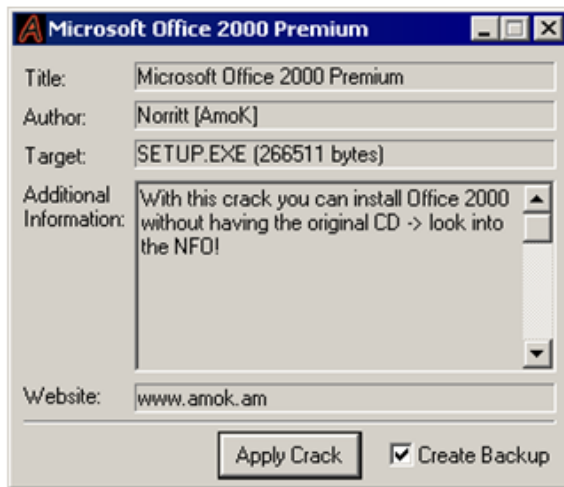 Microsoft Office 2000 Premium
Title: Microsoft Office 2000 Premium
Author: Norritt [AmoK]
Target: SETUP.EXE (266511 bytes)
Additional Information: With this crack you can install Office 2000
without having the original CD -> look into
the NFO!
Website: www.amok.am
Apply Crack Create Backup